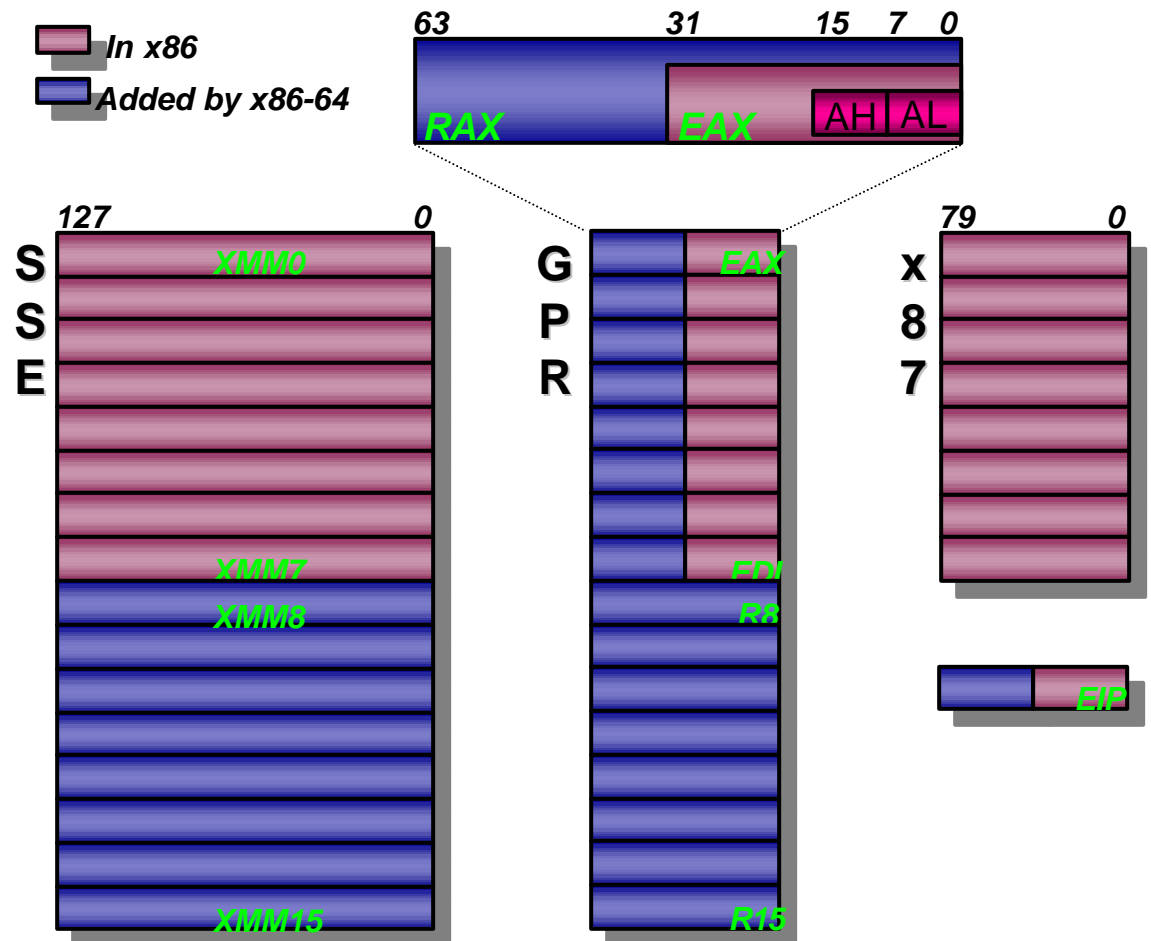 63 31 15 7 0
In x86
Added by x86-64
RAX EAX AH AL
127 0
79 0
S
S
E
XMM0
XMM7
XMM8
XMM15
G
P
R
EAX
EDI
R8
R15
x
8
7
EIP